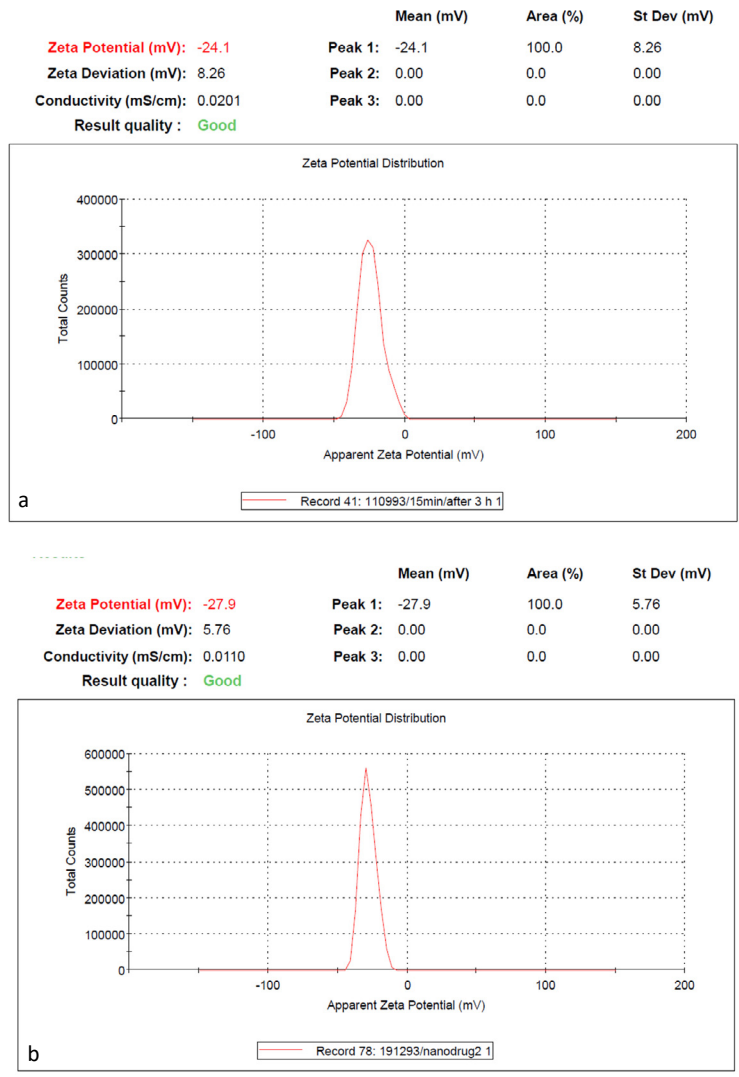 Mean (mV) Area (%) St Dev (mV)
Zeta Potential (mV): -24.1 Peak 1: -24.1 100.0 8.26
Zeta Deviation (mV): 8.26 Peak 2: 0.00 0.0 0.00
Conductivity (mS/cm): 0.0201 Peak 3: 0.00 0.0 0.00
Result quality : Good
Zeta Potential Distribution
400000
300000
200000
100000
0
Total Counts
-100 0 100 200
Apparent Zeta Potential (mV)
a
Record 41: 110993/15min/after 3 h 1
Mean (mV) Area (%) St Dev (mV)
Zeta Potential (mV): -27.9 Peak 1: -27.9 100.0 5.76
Zeta Deviation (mV): 5.76 Peak 2: 0.00 0.0 0.00
Conductivity (mS/cm): 0.0110 Peak 3: 0.00 0.0 0.00
Result quality : Good
Zeta Potential Distribution
600000
500000
400000
300000
200000
100000
0
Total Counts
-100 0 100 200
Apparent Zeta Potential (mV)
b
Record 78: 191293/nanodrug2 1